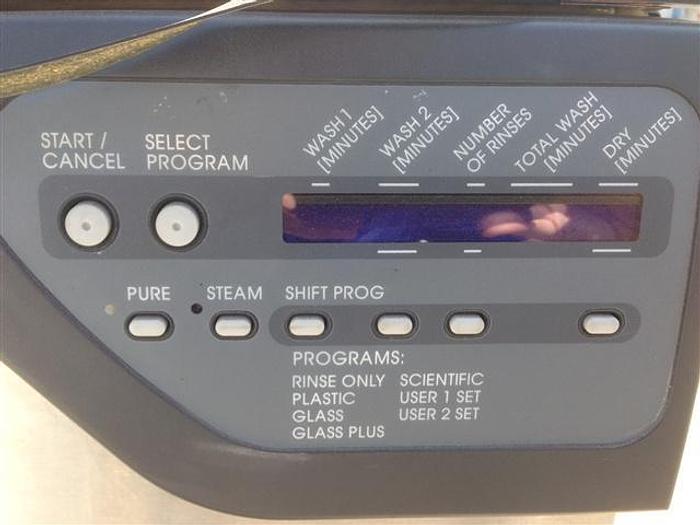 START /
CANCEL
SELECT
PROGRAM
WASH 1
[MINUTES]
WASH 2
[MINUTES]
NUMBER
OF RINSES
TOTAL WASH
[MINUTES]
DRY
[MINUTES]
PURE
STEAM
SHIFT PROG
PROGRAMS:
RINSE ONLY SCIENTIFIC
PLASTIC USER 1 SET
GLASS USER 2 SET
GLASS PLUS